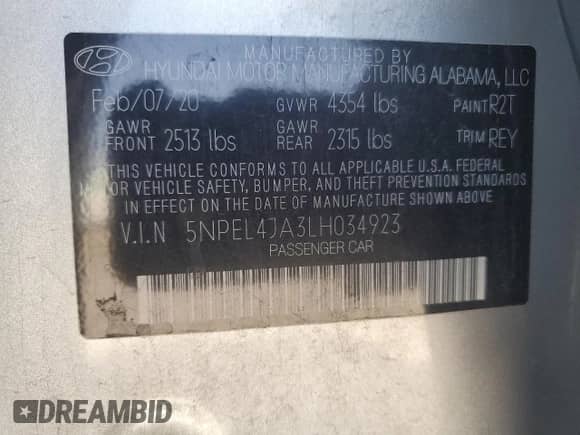 MANUFACTURED BY
HYUNDAI MOTOR MANUFACTURING ALABAMA, LLC
Feb/07/20 GVWR 4354 lbs PAINT R2T
GAWR FRONT 2513 lbs GAWR REAR 2315 lbs TRIM REY
THIS VEHICLE CONFORMS TO ALL APPLICABLE U.S.A. FEDERAL
MOTOR VEHICLE SAFETY, BUMPER, AND THEFT PREVENTION
STANDARDS IN EFFECT ON THE DATE OF MANUFACTURE SHOWN ABOVE
V.I.N 5NPEL4JA3LH034923
PASSENGER CAR
DREAMBID